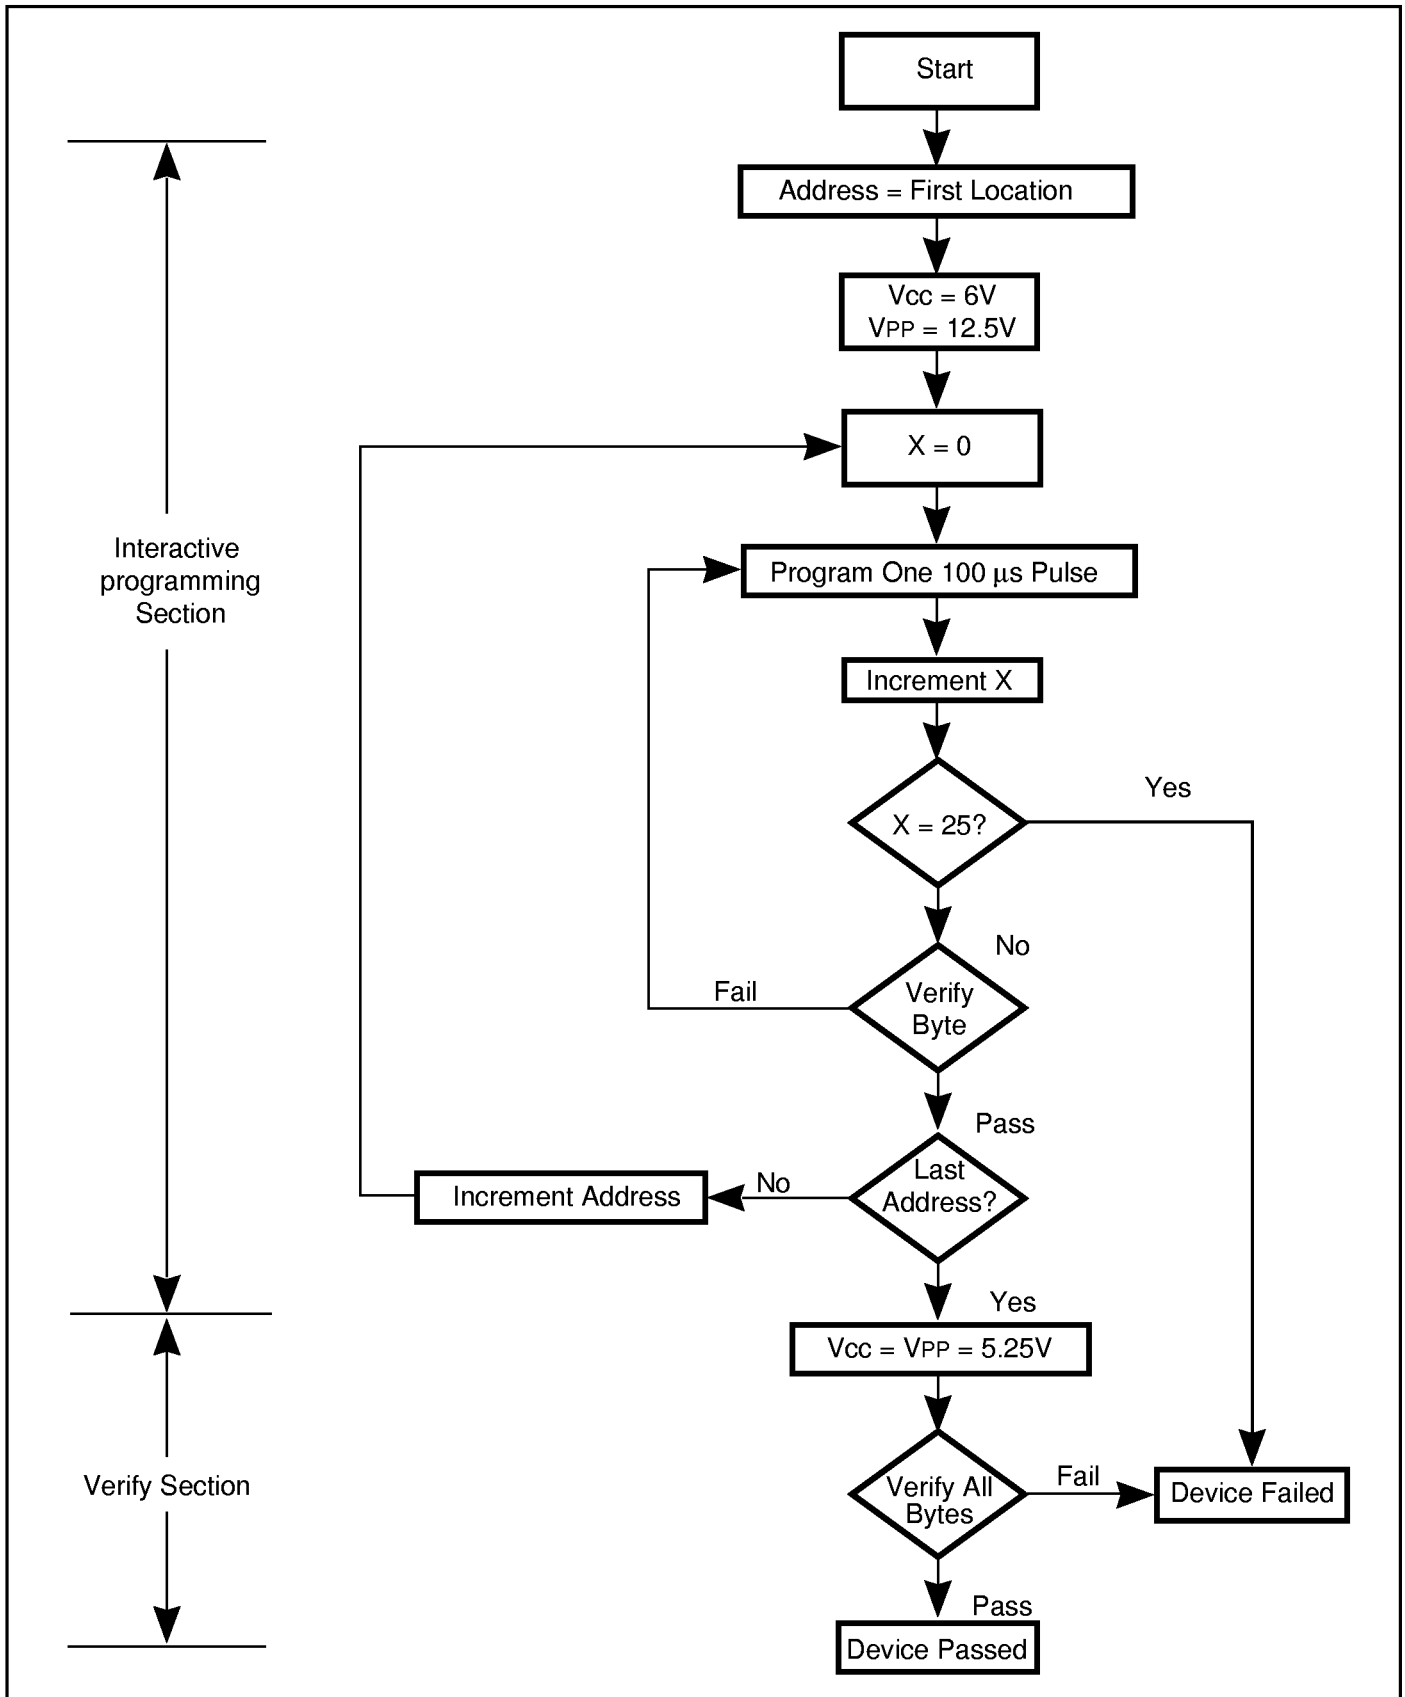 Start
Address = First Location
Vcc = 6V
VPP = 12.5V
X = 0
Interactive
programming
Section
Program One 100 µs Pulse
Increment X
X = 25?
Yes
No
Verify
Byte
Fail
Pass
Last
Address?
No
Increment Address
Yes
Vcc = VPP = 5.25V
Verify Section
Verify All
Bytes
Fail
Device Failed
Pass
Device Passed